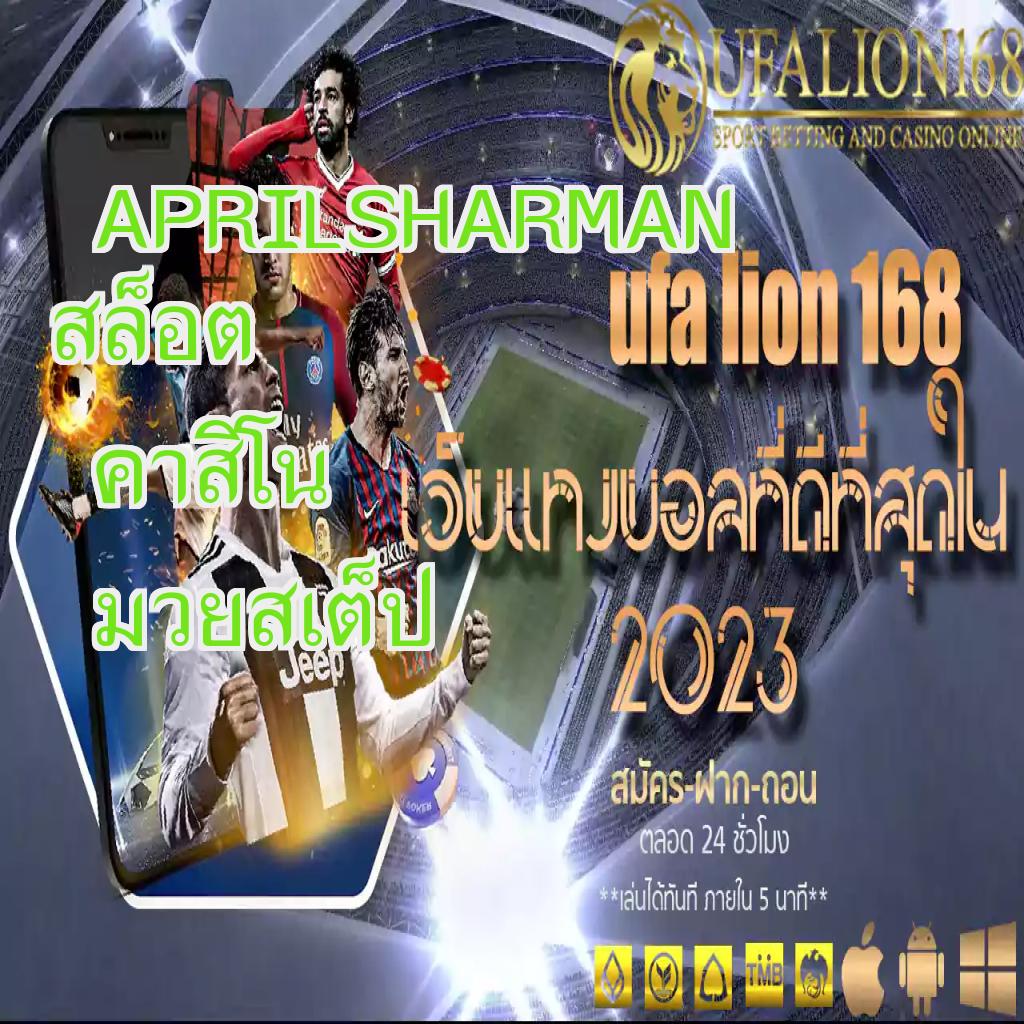 UFALION168
SPORT BETTING AND CASINO ONLINE
APRILSHARMAN
สล็อต
คาสิโน
มวยสเต็ป
ufa lion 168
เว็บแทงบอลที่ดีที่สุดใน
2023
สมัคร-ฝาก-ถอน
ตลอด 24 ชั่วโมง
**เล่นได้ทันที ภายใน 5 นาที**
TMB
Jeep